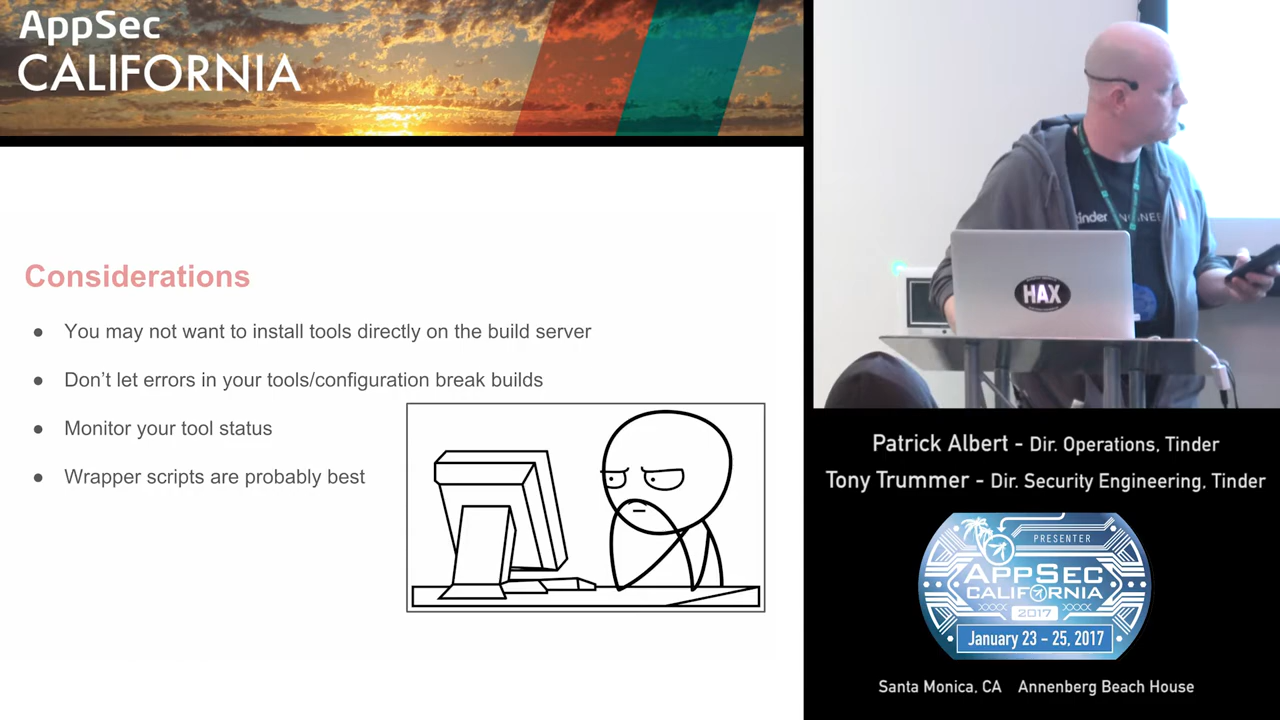 AppSec
CALIFORNIA
Considerations
● You may not want to install tools directly on the build server
● Don’t let errors in your tools/configuration break builds
● Monitor your tool status
● Wrapper scripts are probably best
HAX
Patrick Albert - Dir. Operations, Tinder
Tony Trummer - Dir. Security Engineering, Tinder
PRESENTER
APPSEC
CALIFORNIA
2017
January 23 - 25, 2017
Santa Monica, CA Annenberg Beach House